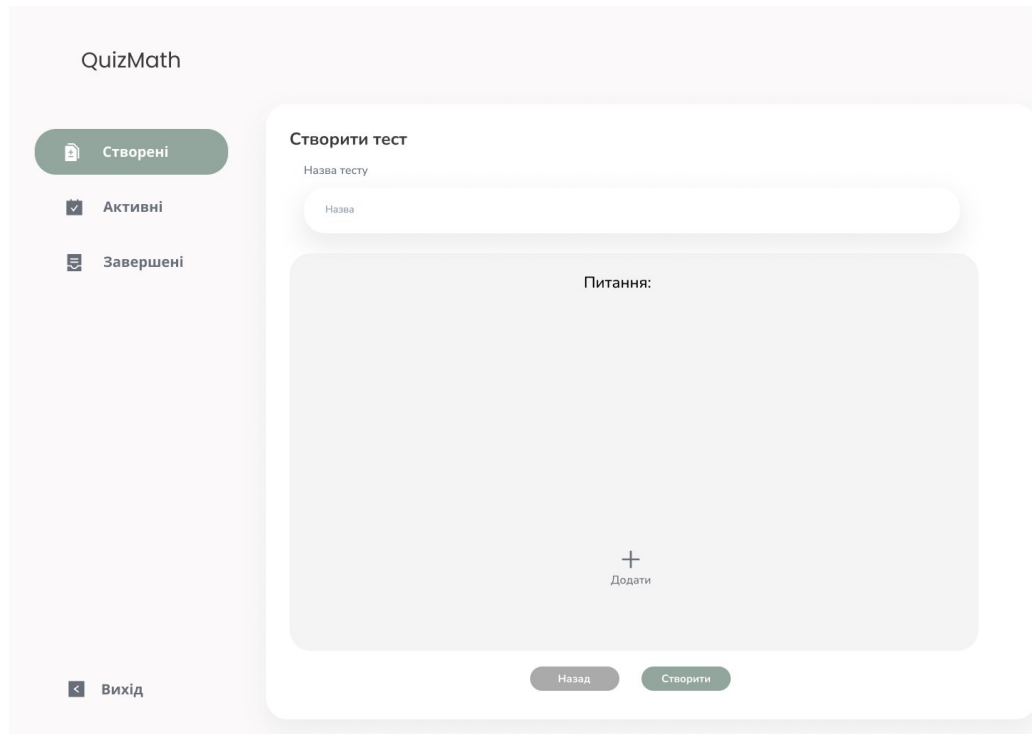 QuizMath
Створені
Активні
Завершені
Вихід
Створити тест
Назва тесту
Назва
Питання:
Додати
Назад
Створити